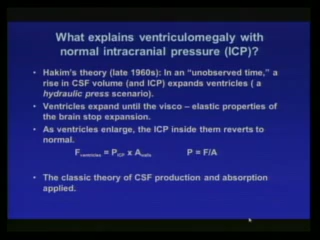 What explains ventriculomegaly with
normal intracranial pressure (ICP)?
• Hakim's theory (late 1960s): In an "unobserved time," a
rise in CSF volume (and ICP) expands ventricles ( a
hydraulic press scenario).
• Ventricles expand until the visco – elastic properties of
the brain stop expansion.
• As ventricles enlarge, the ICP inside them reverts to
normal.
Fventricles = PICP x Awalls P = F/A
• The classic theory of CSF production and absorption
applied.